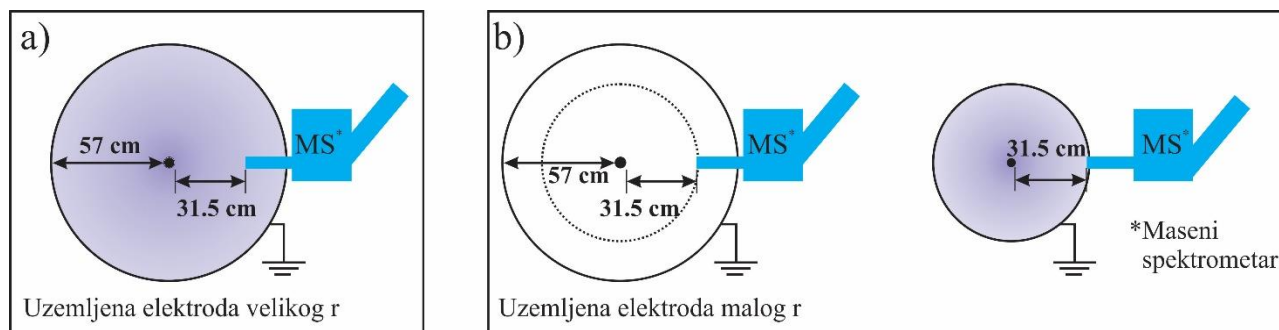 a)
57 cm
31.5 cm
MS*
Uzemljena elektroda velikog r
b)
57 cm
31.5 cm
MS*
Uzemljena elektroda malog r
31.5 cm
MS*
*Maseni
spektrometar